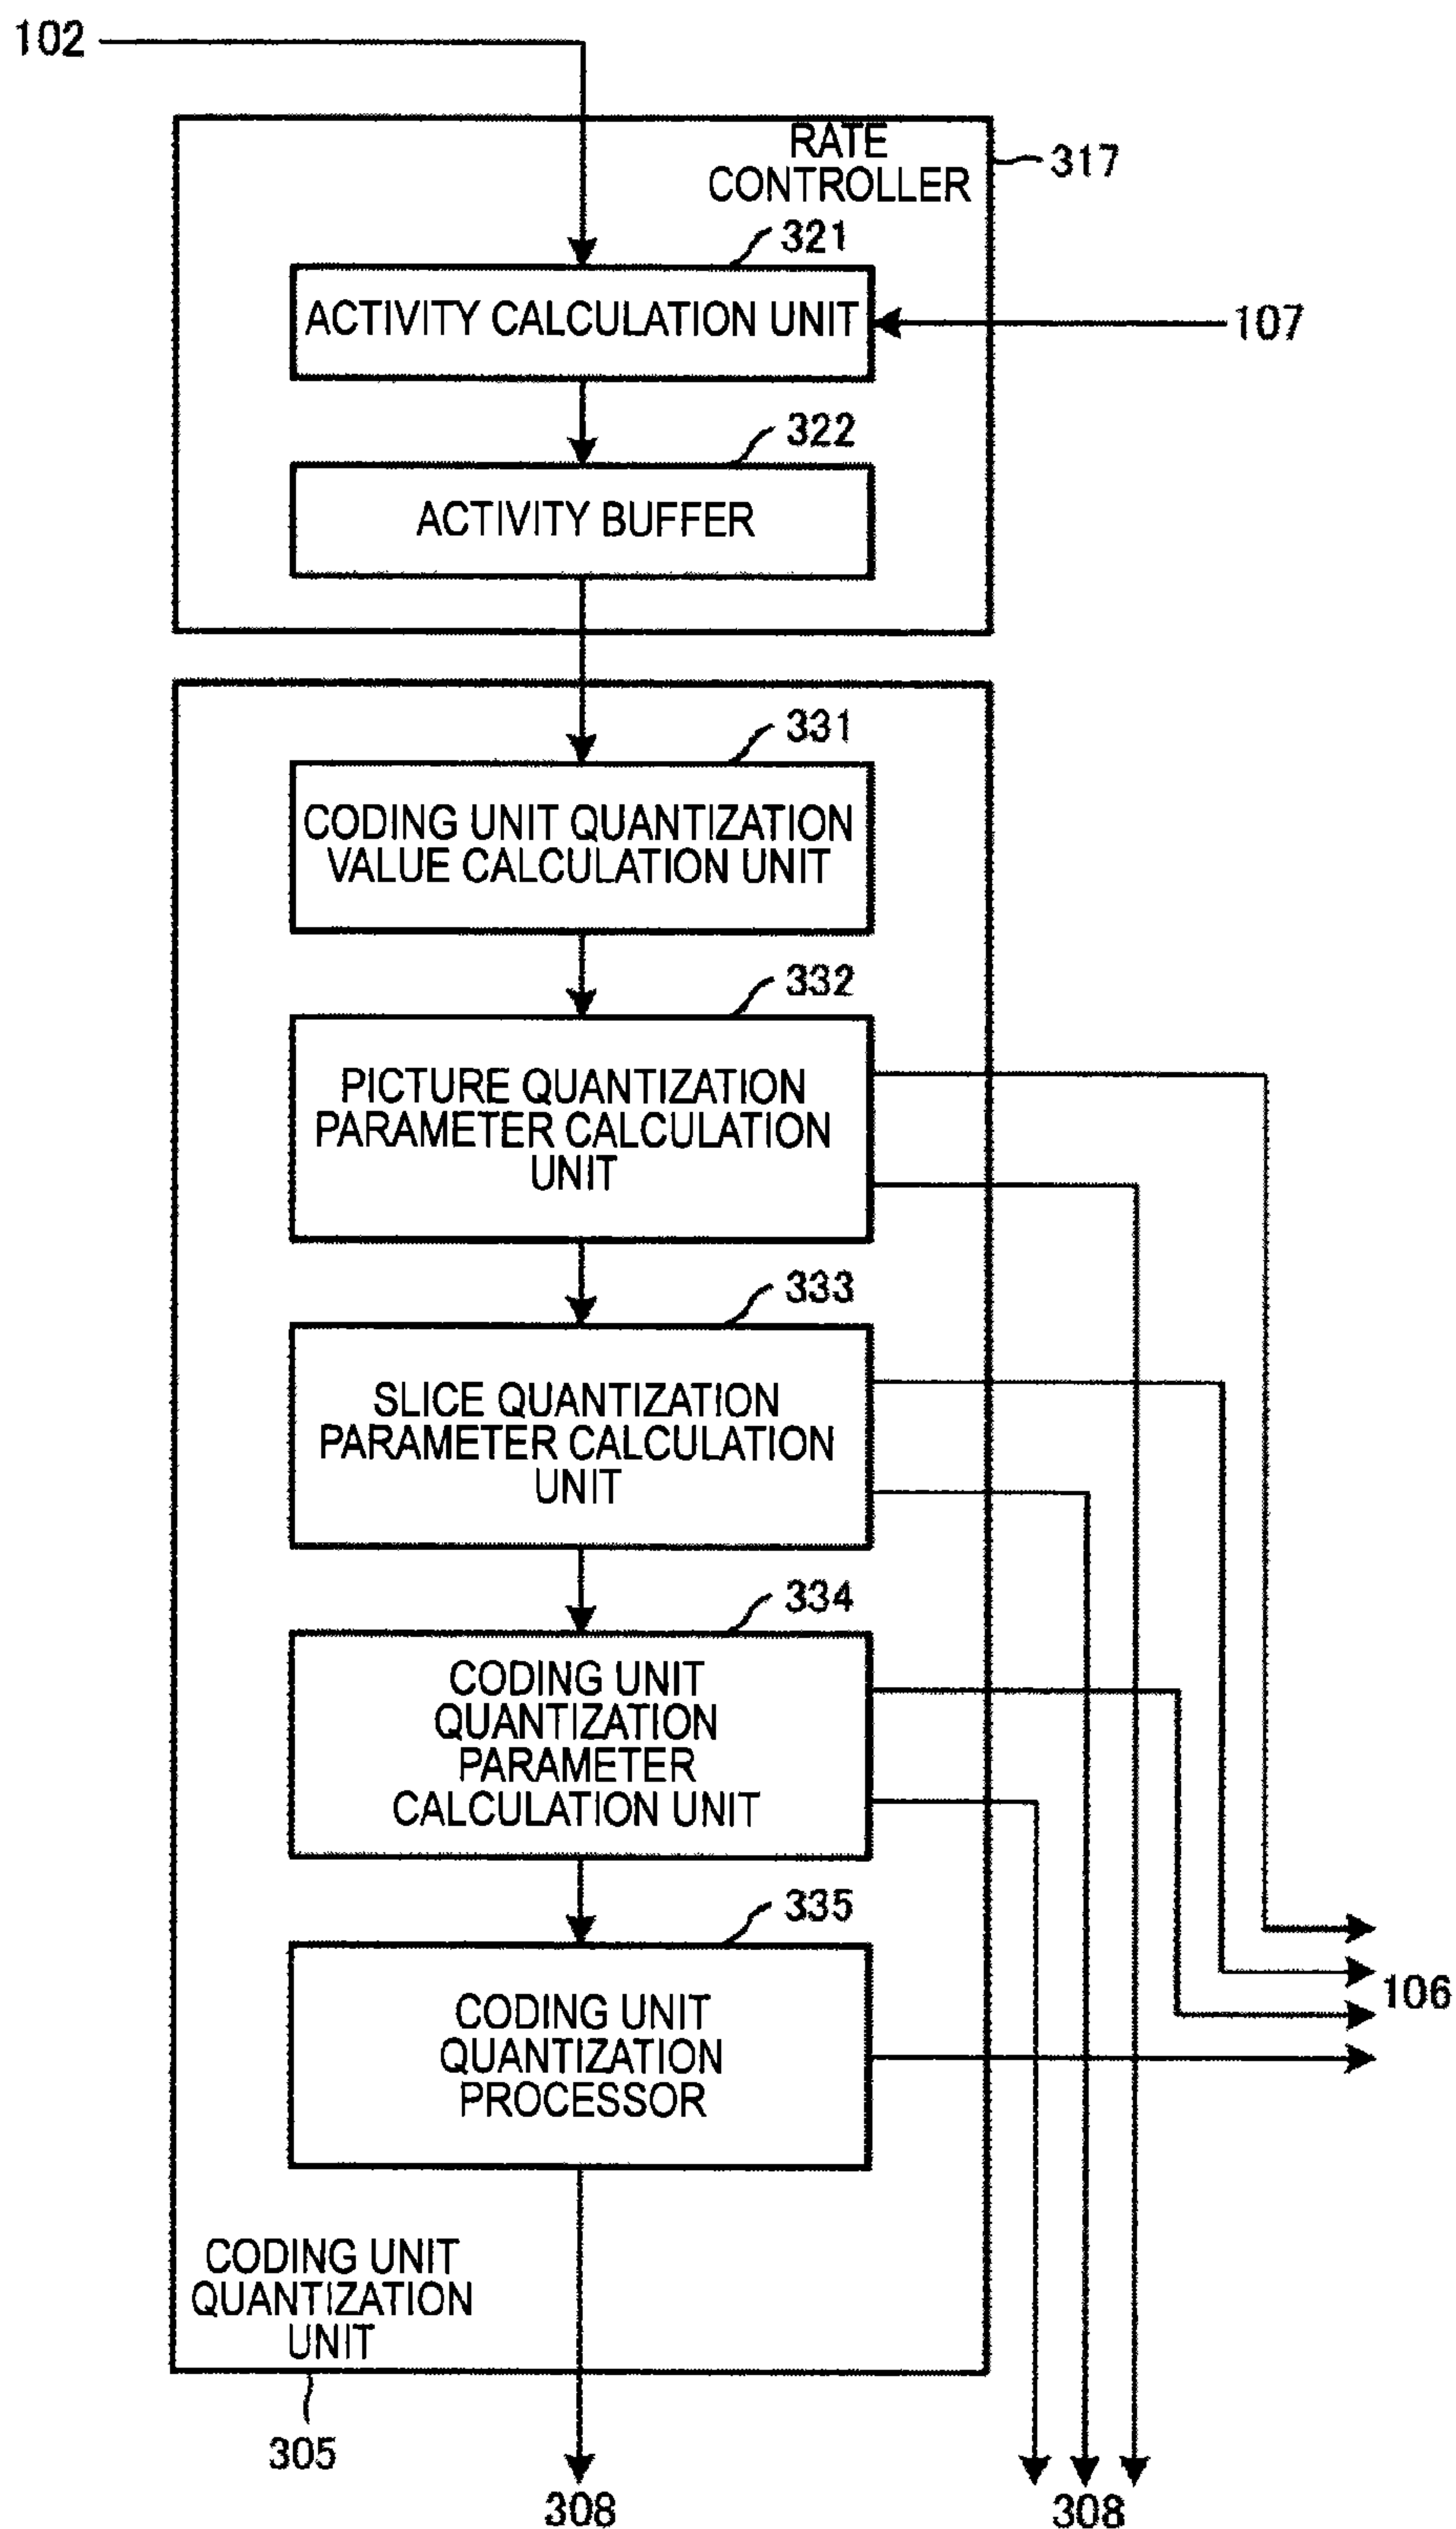 102
RATE
CONTROLLER
317
321
ACTIVITY CALCULATION UNIT
107
322
ACTIVITY BUFFER
331
CODING UNIT QUANTIZATION
VALUE CALCULATION UNIT
332
PICTURE QUANTIZATION
PARAMETER CALCULATION
UNIT
333
SLICE QUANTIZATION
PARAMETER CALCULATION
UNIT
334
CODING UNIT
QUANTIZATION
PARAMETER
CALCULATION UNIT
335
CODING UNIT
QUANTIZATION
PROCESSOR
106
CODING UNIT
QUANTIZATION
UNIT
305
308
308